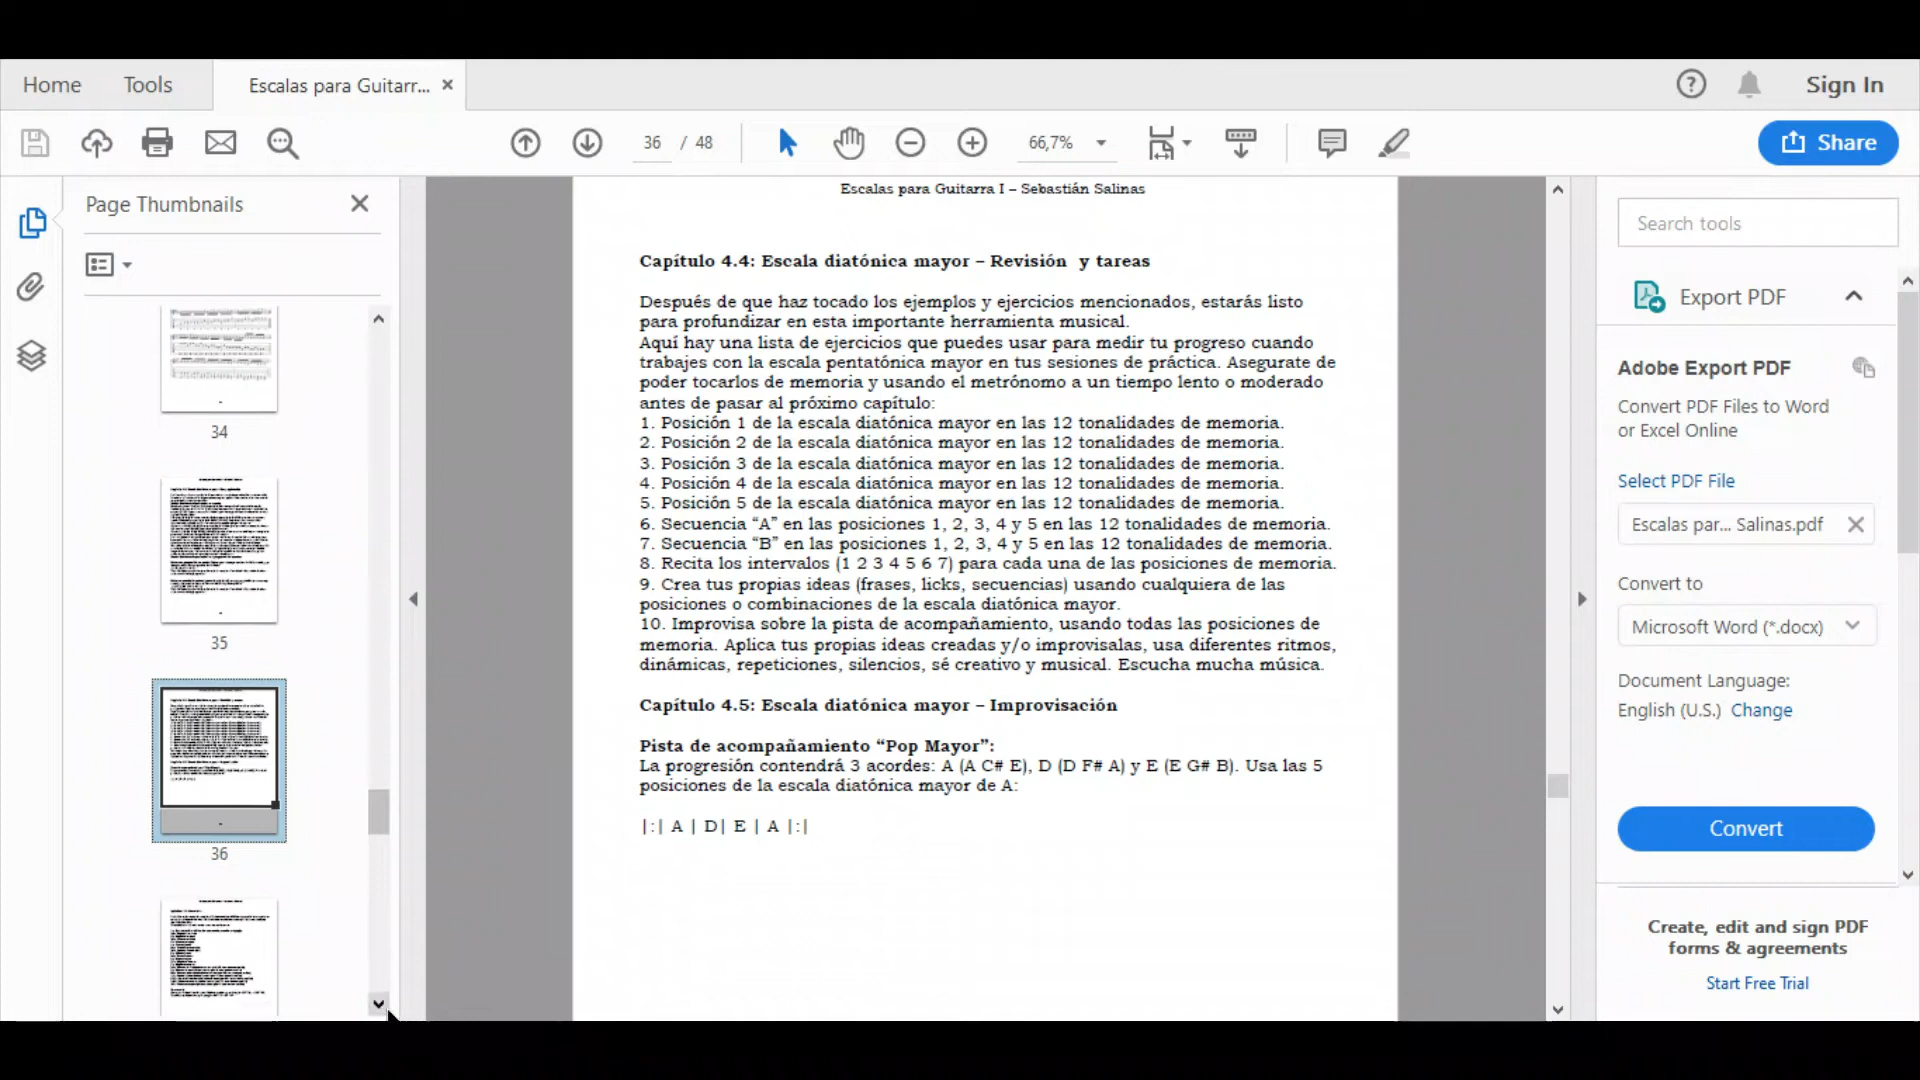 Home
Tools
Escalas para Guitarr...
Sign In
36 / 48
66,7%
Share
Page Thumbnails
34
35
36
Escalas para Guitarra I – Sebastián Salinas
Capítulo 4.4: Escala diatónica mayor – Revisión  y tareas
Después de que haz tocado los ejemplos y ejercicios mencionados, estarás listo
para profundizar en esta importante herramienta musical.
Aquí hay una lista de ejercicios que puedes usar para medir tu progreso cuando
trabajes con la escala pentatónica mayor en tus sesiones de práctica. Asegurate de
poder tocarlos de memoria y usando el metrónomo a un tiempo lento o moderado
antes de pasar al próximo capítulo:
1. Posición 1 de la escala diatónica mayor en las 12 tonalidades de memoria.
2. Posición 2 de la escala diatónica mayor en las 12 tonalidades de memoria.
3. Posición 3 de la escala diatónica mayor en las 12 tonalidades de memoria.
4. Posición 4 de la escala diatónica mayor en las 12 tonalidades de memoria.
5. Posición 5 de la escala diatónica mayor en las 12 tonalidades de memoria.
6. Secuencia “A” en las posiciones 1, 2, 3, 4 y 5 en las 12 tonalidades de memoria.
7. Secuencia “B” en las posiciones 1, 2, 3, 4 y 5 en las 12 tonalidades de memoria.
8. Recita los intervalos (1 2 3 4 5 6 7) para cada una de las posiciones de memoria.
9. Crea tus propias ideas (frases, licks, secuencias) usando cualquiera de las
posiciones o combinaciones de la escala diatónica mayor.
10. Improvisa sobre la pista de acompañamiento, usando todas las posiciones de
memoria. Aplica tus propias ideas creadas y/o improvisalas, usa diferentes ritmos,
dinámicas, repeticiones, silencios, sé creativo y musical. Escucha mucha música.
Capítulo 4.5: Escala diatónica mayor – Improvisación
Pista de acompañamiento “Pop Mayor”:
La progresión contendrá 3 acordes: A (A C# E), D (D F# A) y E (E G# B). Usa las 5
posiciones de la escala diatónica mayor de A:
|:| A | D| E | A |:|
Search tools
Export PDF
Adobe Export PDF
Convert PDF Files to Word
or Excel Online
Select PDF File
Escalas par... Salinas.pdf
Convert to
Microsoft Word (*.docx)
Document Language:
English (U.S.) Change
Convert
Create, edit and sign PDF
forms & agreements
Start Free Trial